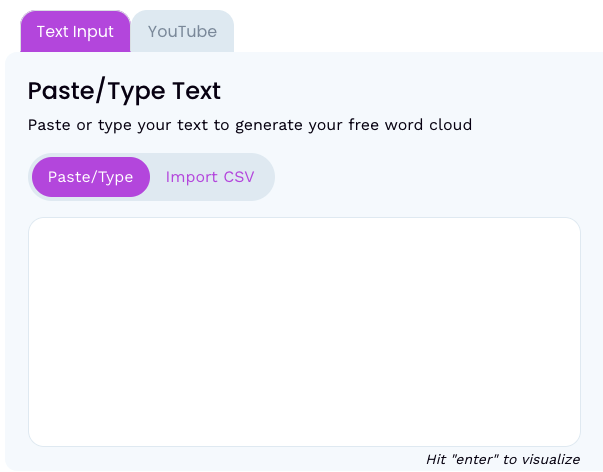 Text Input YouTube
Paste/Type Text
Paste or type your text to generate your free word cloud
Paste/Type Import CSV
Hit "enter" to visualize